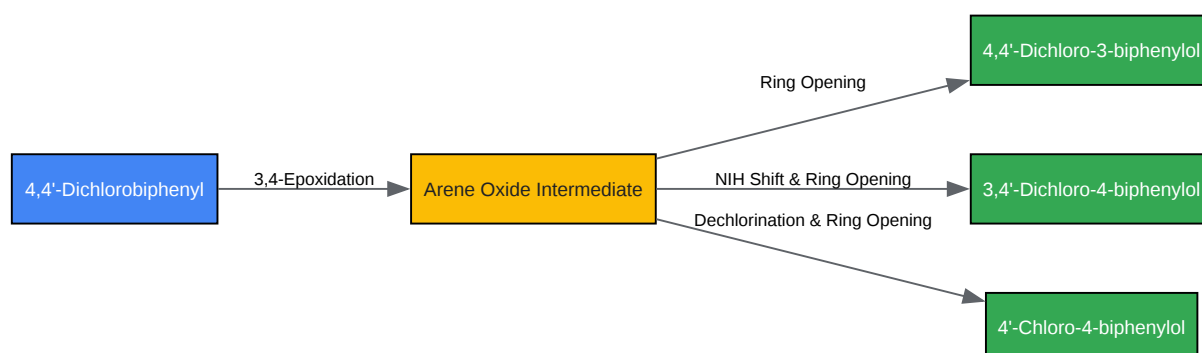 4,4'-Dichloro-3-biphenylol
Ring Opening
4,4'-Dichlorobiphenyl
3,4-Epoxidation
Arene Oxide Intermediate
NIH Shift & Ring Opening
3,4'-Dichloro-4-biphenylol
Dechlorination & Ring Opening
4'-Chloro-4-biphenylol